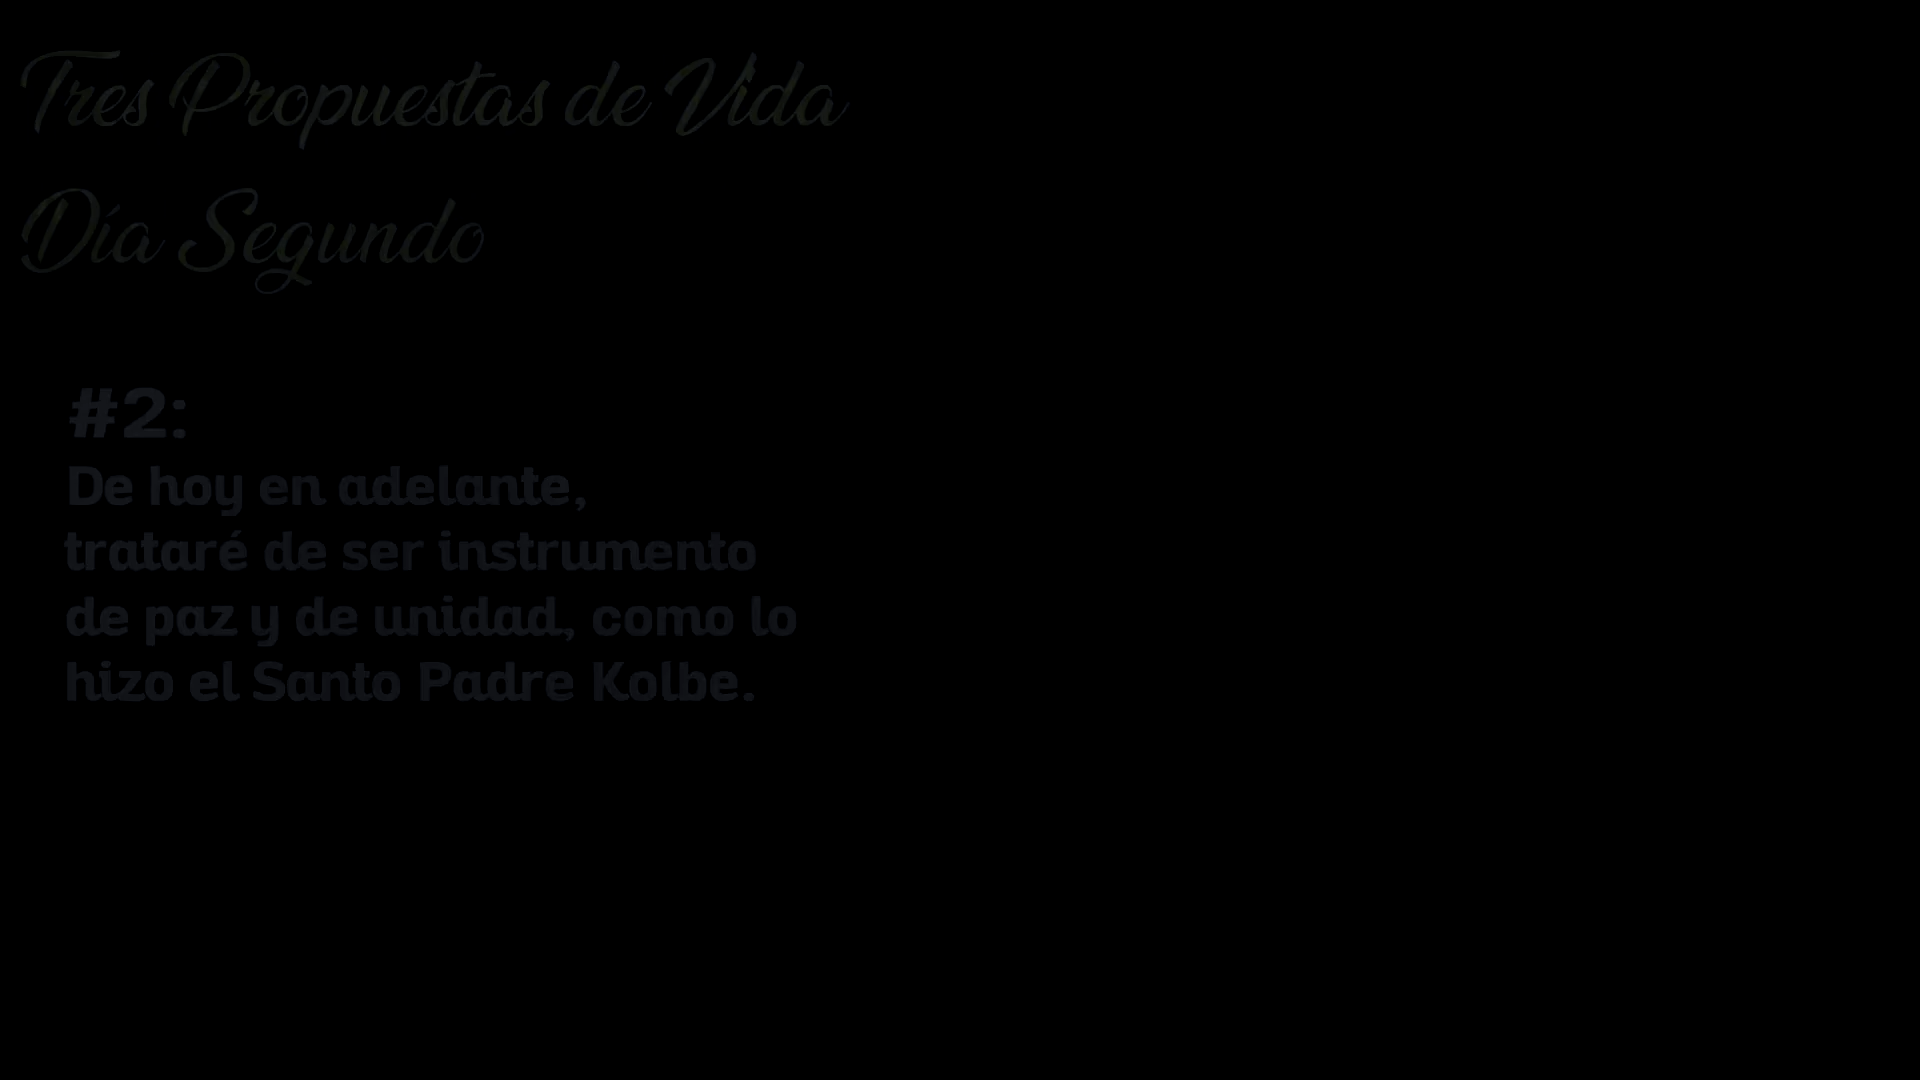 Tres Propuestas de Vida
Día Segundo
#2:
De hoy en adelante,
trataré de ser instrumento
de paz y de unidad, como lo
hizo el Santo Padre Kolbe.